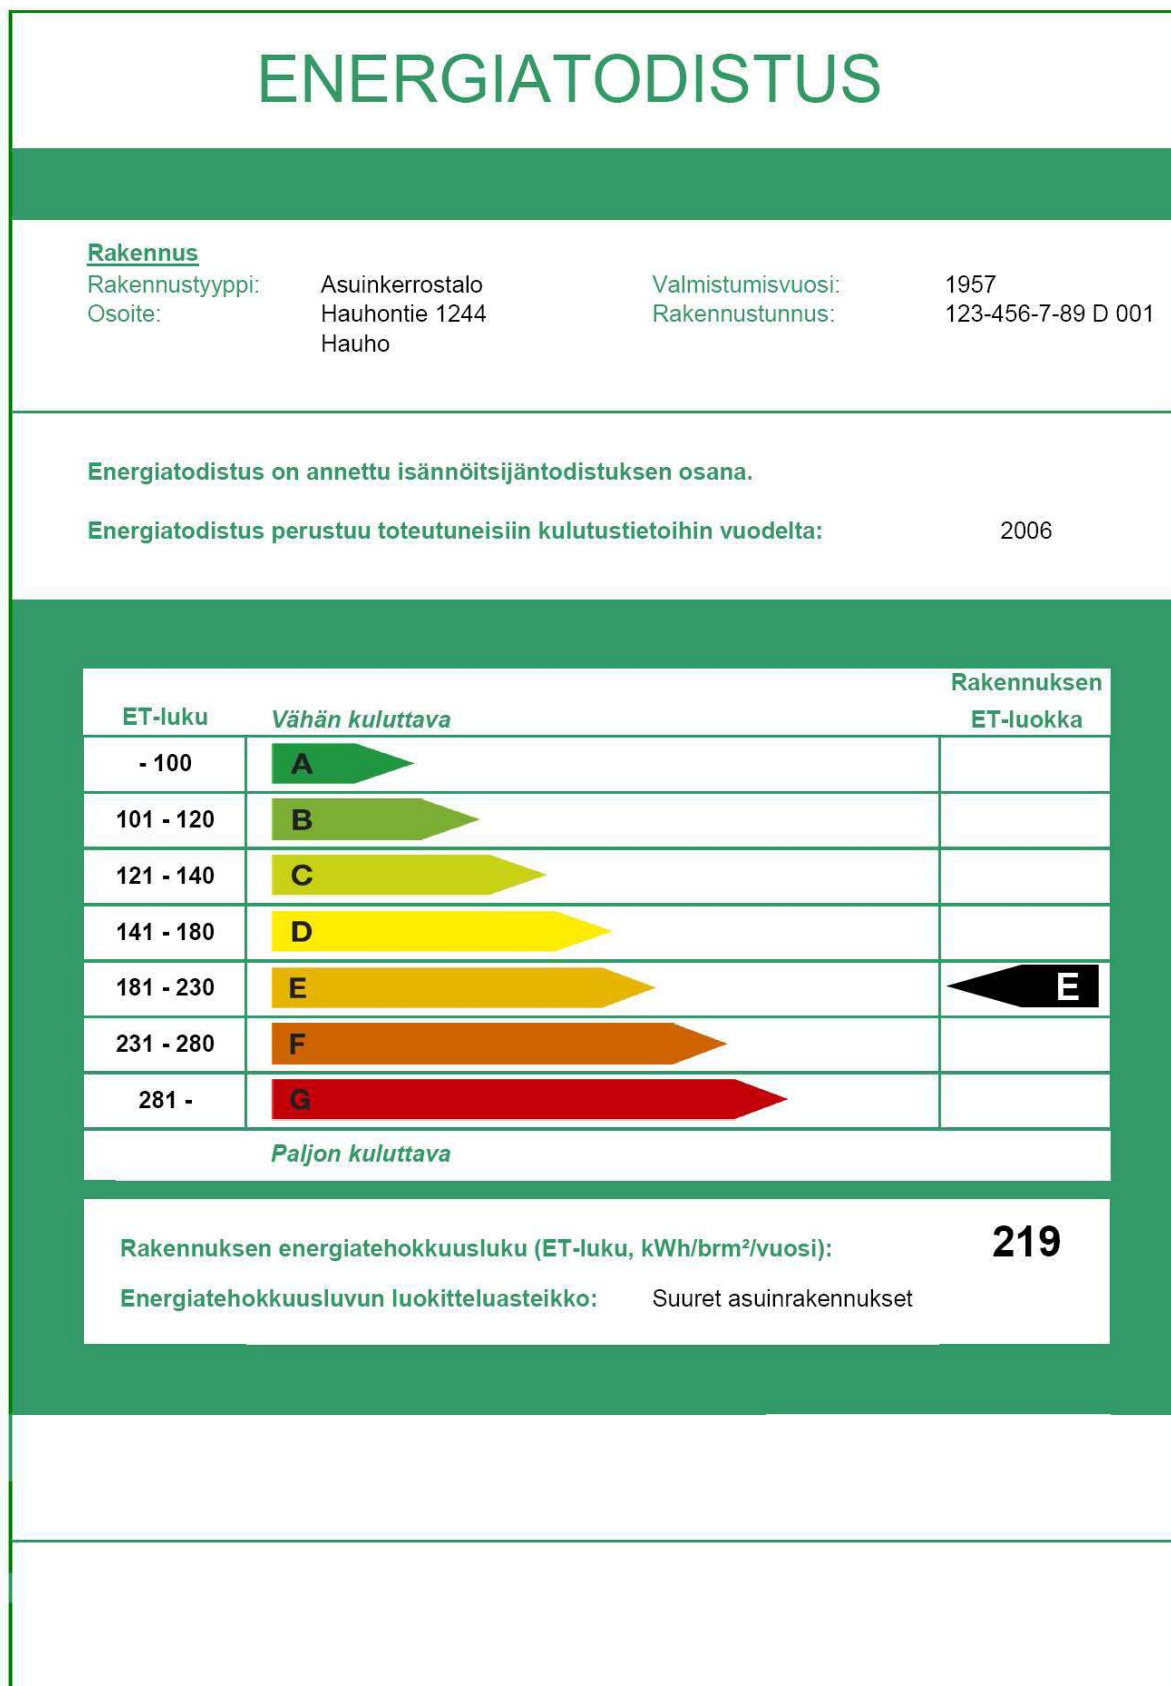 ENERGIATODISTUS
Rakennus
Rakennustyyppi: Asuinkerrostalo Valmistumisvuosi: 1957
Osoite: Hauhontie 1244 Rakennustunnus: 123-456-7-89 D 001
Hauho
Energiatodistus on annettu isännöitsijäntodistuksen osana.
Energiatodistus perustuu toteutuneisiin kulutustietoihin vuodelta: 2006
Rakennuksen
ET-luku Vähän kuluttava ET-luokka
- 100 A
101 - 120 B
121 - 140 C
141 - 180 D
181 - 230 E E
231 - 280 F
281 - G
Paljon kuluttava
Rakennuksen energiatehokkuusluku (ET-luku, kWh/brm²/vuosi): 219
Energiatehokkuusluvun luokitteluasteikko: Suuret asuinrakennukset